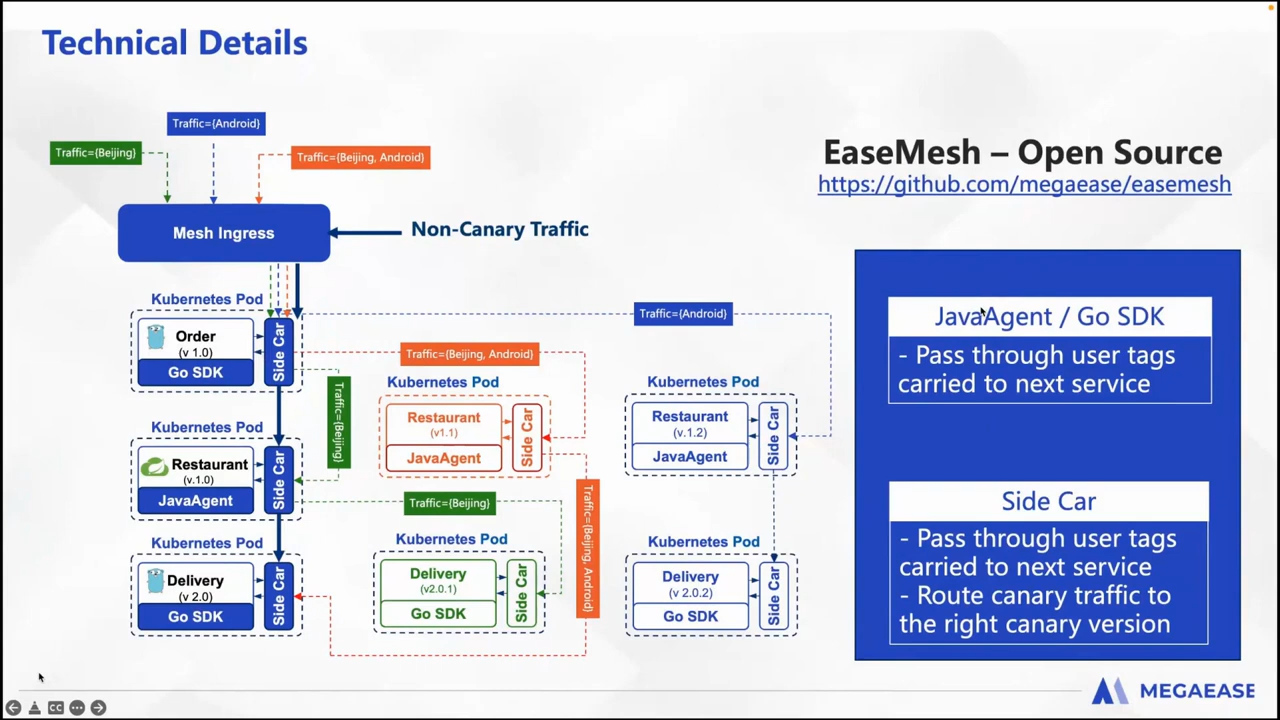 Technical Details
Traffic={Android}
Traffic={Beijing}
Traffic={Beijing, Android}
Mesh Ingress
Non-Canary Traffic
Kubernetes Pod
Order
(v 1.0)
Go SDK
Side Car
Traffic={Android}
Traffic={Beijing, Android}
Traffic={Beijing}
Kubernetes Pod
Restaurant
(v1.1)
JavaAgent
Side Car
Kubernetes Pod
Restaurant
(v.1.2)
JavaAgent
Side Car
Kubernetes Pod
Restaurant
(v.1.0)
JavaAgent
Side Car
Traffic={Beijing}
Traffic={Beijing, Android}
Kubernetes Pod
Delivery
(v 2.0)
Go SDK
Side Car
Kubernetes Pod
Delivery
(v2.0.1)
Go SDK
Side Car
Kubernetes Pod
Delivery
(v 2.0.2)
Go SDK
Side Car
EaseMesh – Open Source
https://github.com/megaease/easemesh
JavaAgent / Go SDK
- Pass through user tags
carried to next service
Side Car
- Pass through user tags
carried to next service
- Route canary traffic to
the right canary version
MEGAEASE
CC